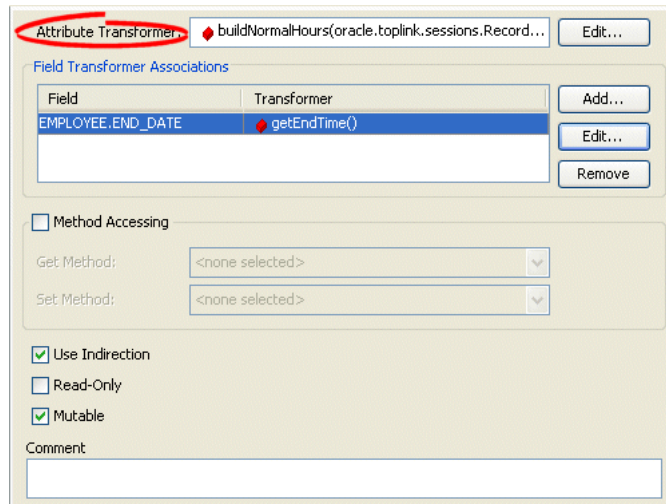 Attribute Transformer: buildNormalHours(oracle.toplink.sessions.Record... Edit...
Field Transformer Associations
Field Transformer Add...
EMPLOYEE.END_DATE getEndTime()
Edit...
Remove
Method Accessing
Get Method: <none selected>
Set Method: <none selected>
Use Indirection
Read-Only
Mutable
Comment